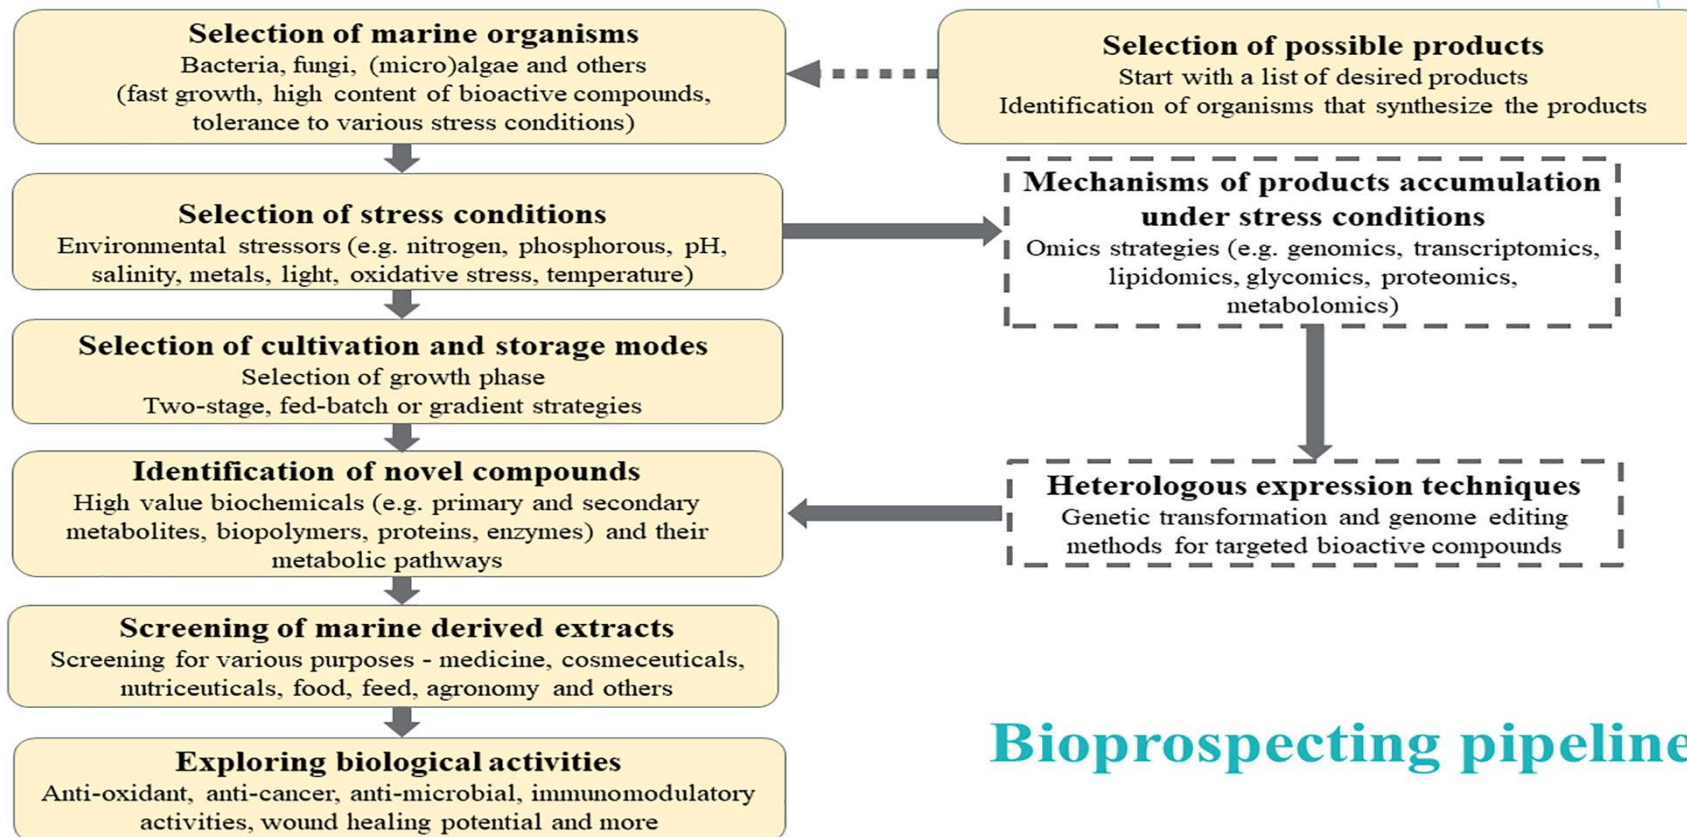 Selection of marine organisms
Bacteria, fungi, (micro)algae and others
(fast growth, high content of bioactive compounds,
tolerance to various stress conditions)
Selection of possible products
Start with a list of desired products
Identification of organisms that synthesize the products
Selection of stress conditions
Environmental stressors (e.g. nitrogen, phosphorous, pH,
salinity, metals, light, oxidative stress, temperature)
Mechanisms of products accumulation
under stress conditions
Omics strategies (e.g. genomics, transcriptomics,
lipidomics, glycomics, proteomics,
metabolomics)
Selection of cultivation and storage modes
Selection of growth phase
Two-stage, fed-batch or gradient strategies
Identification of novel compounds
High value biochemicals (e.g. primary and secondary
metabolites, biopolymers, proteins, enzymes) and their
metabolic pathways
Heterologous expression techniques
Genetic transformation and genome editing
methods for targeted bioactive compounds
Screening of marine derived extracts
Screening for various purposes - medicine, cosmeceuticals,
nutriceuticals, food, feed, agronomy and others
Exploring biological activities
Anti-oxidant, anti-cancer, anti-microbial, immunomodulatory
activities, wound healing potential and more
Bioprospecting pipeline